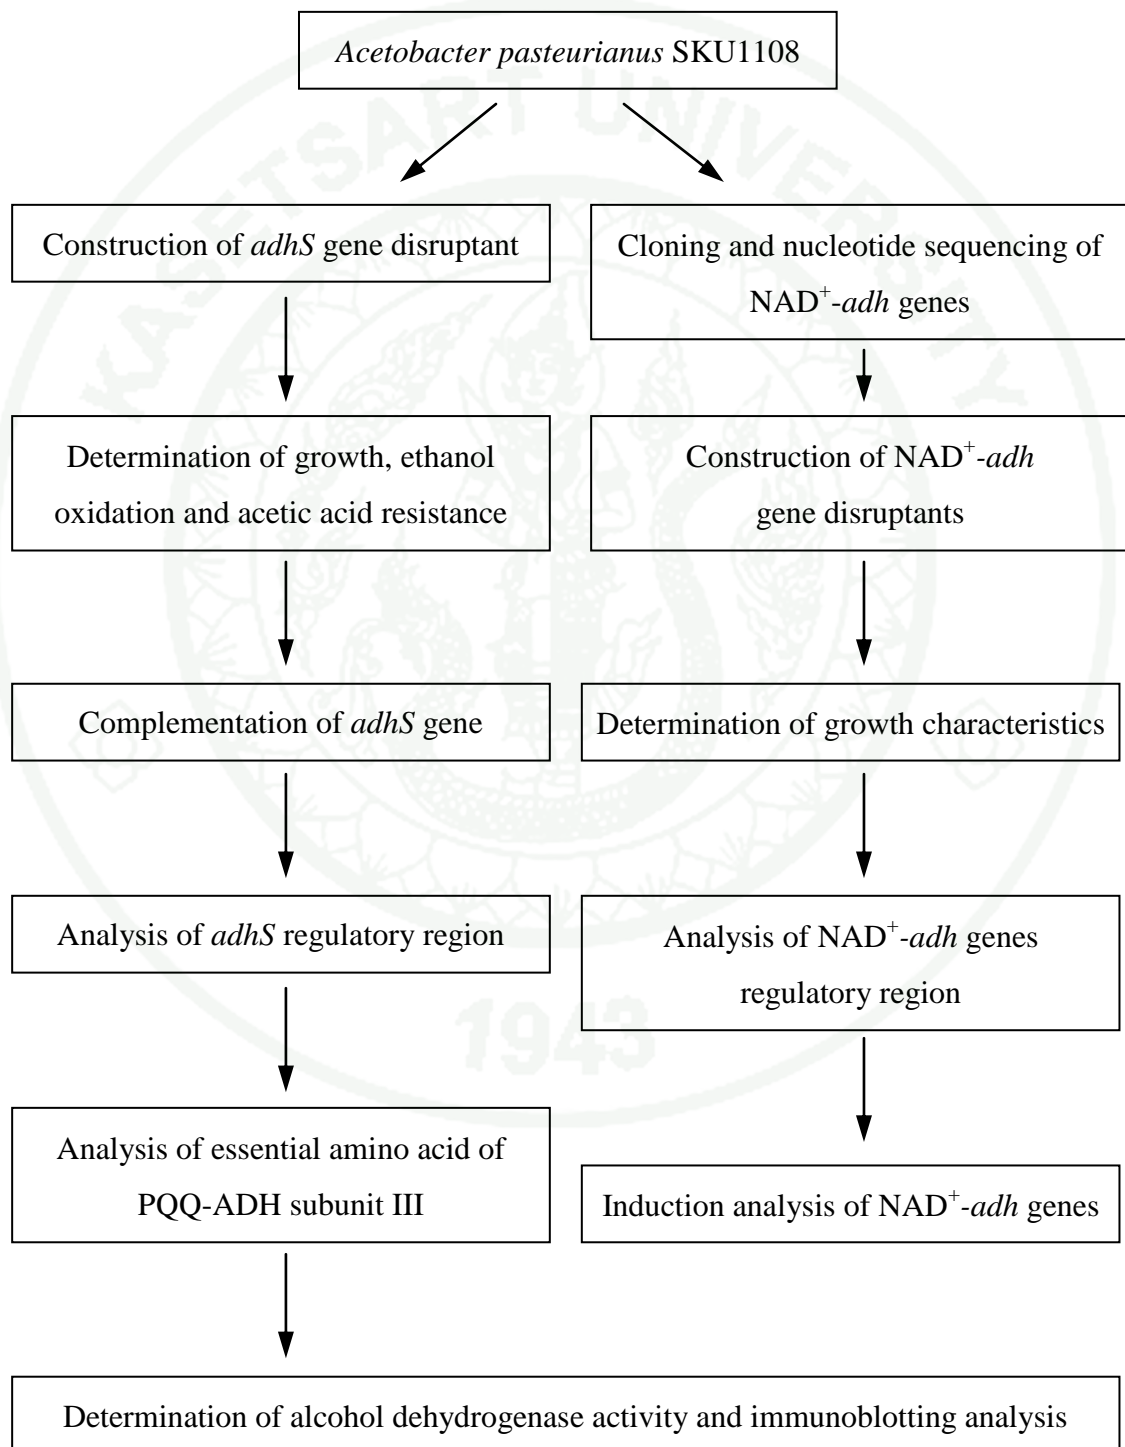 Acetobacter pasteurianus SKU1108
Construction of adhS gene disruptant
Determination of growth, ethanol
oxidation and acetic acid resistance
Complementation of adhS gene
Analysis of adhS regulatory region
Analysis of essential amino acid of
PQQ-ADH subunit III
Cloning and nucleotide sequencing of
NAD⁺-adh genes
Construction of NAD⁺-adh
gene disruptants
Determination of growth characteristics
Analysis of NAD⁺-adh genes
regulatory region
Induction analysis of NAD⁺-adh genes
Determination of alcohol dehydrogenase activity and immunoblotting analysis
KASETSART UNIVERSITY
1943